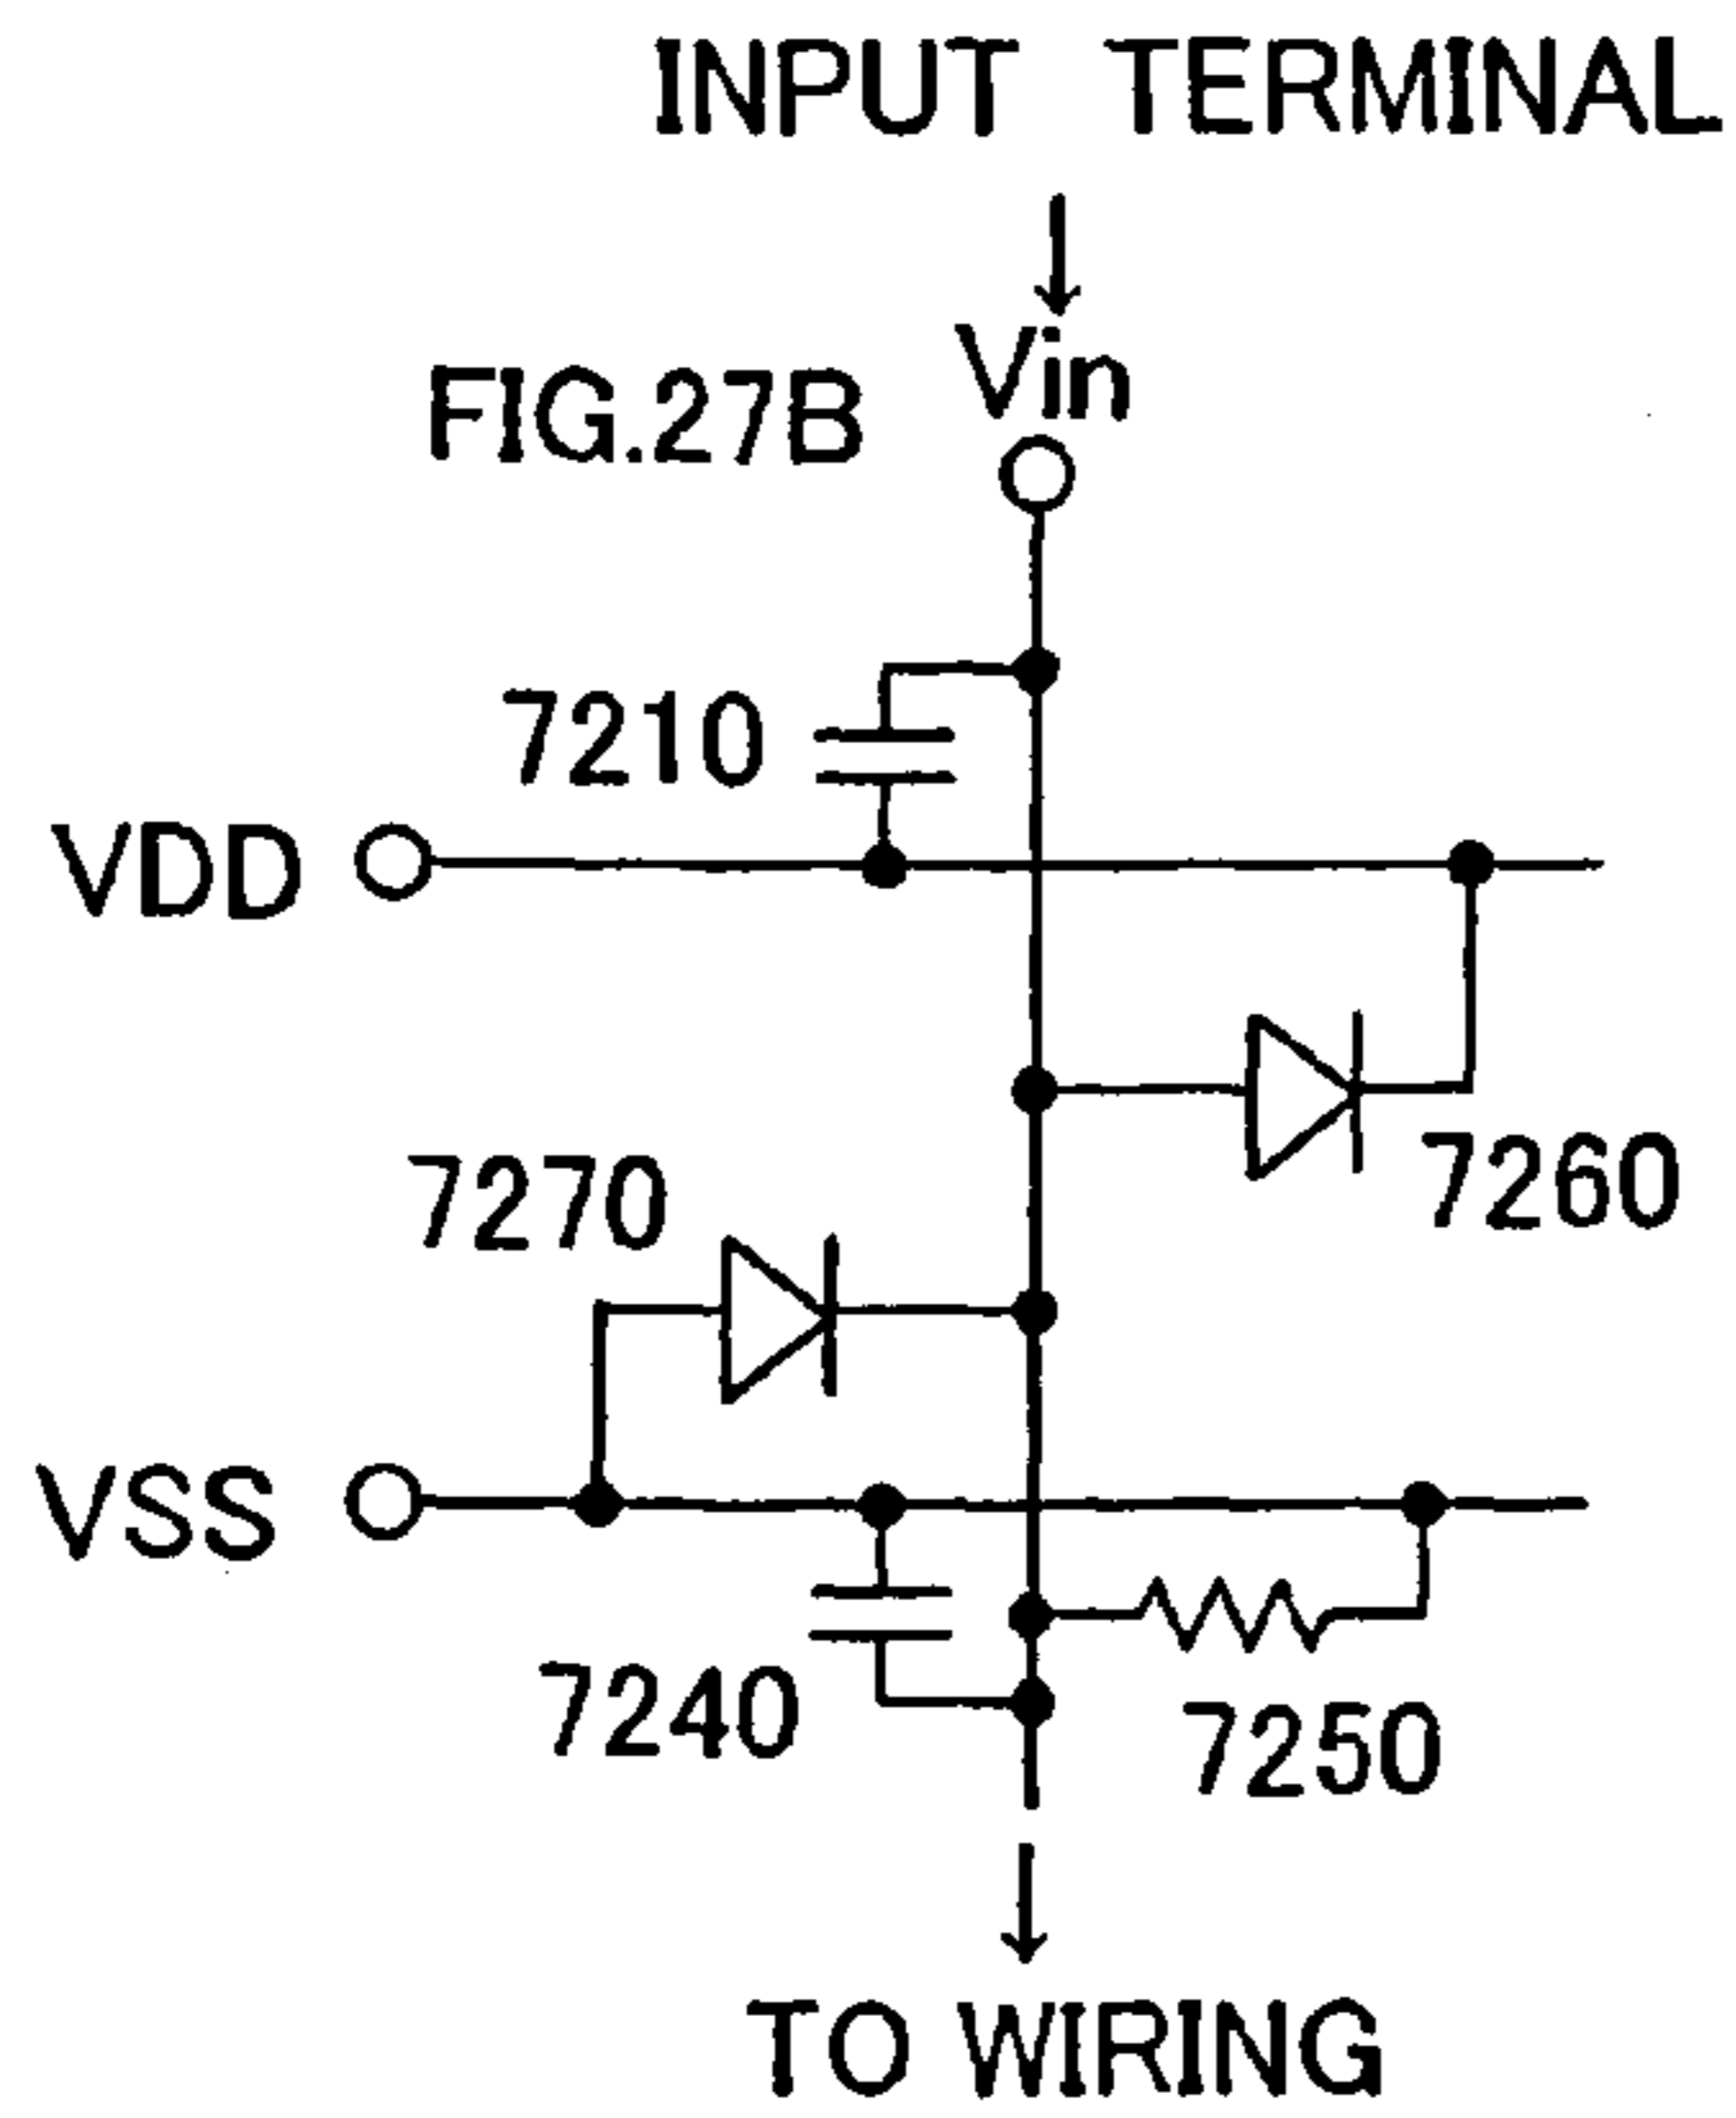 INPUT TERMINAL
Vin
FIG.27B
7210
VDD
7260
7270
VSS
7240
7250
TO WIRING